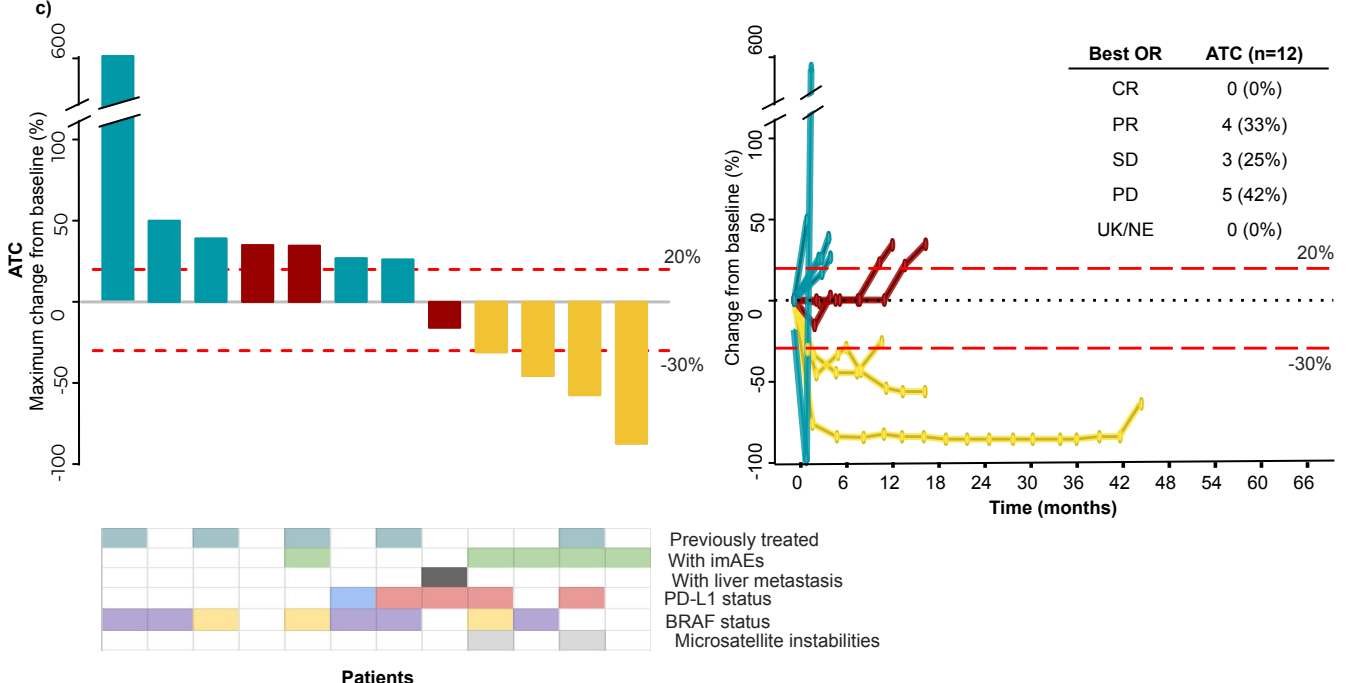 c)
ATC
Maximum change from baseline (%)
600
100
50
0
-50
-100
20%
-30%
Change from baseline (%)
600
100
50
0
-50
-100
Best OR ATC (n=12)
CR 0 (0%)
PR 4 (33%)
SD 3 (25%)
PD 5 (42%)
UK/NE 0 (0%)
20%
-30%
0 6 12 18 24 30 36 42 48 54 60 66
Time (months)
Previously treated
With imAEs
With liver metastasis
PD-L1 status
BRAF status
Microsatellite instabilities
Patients